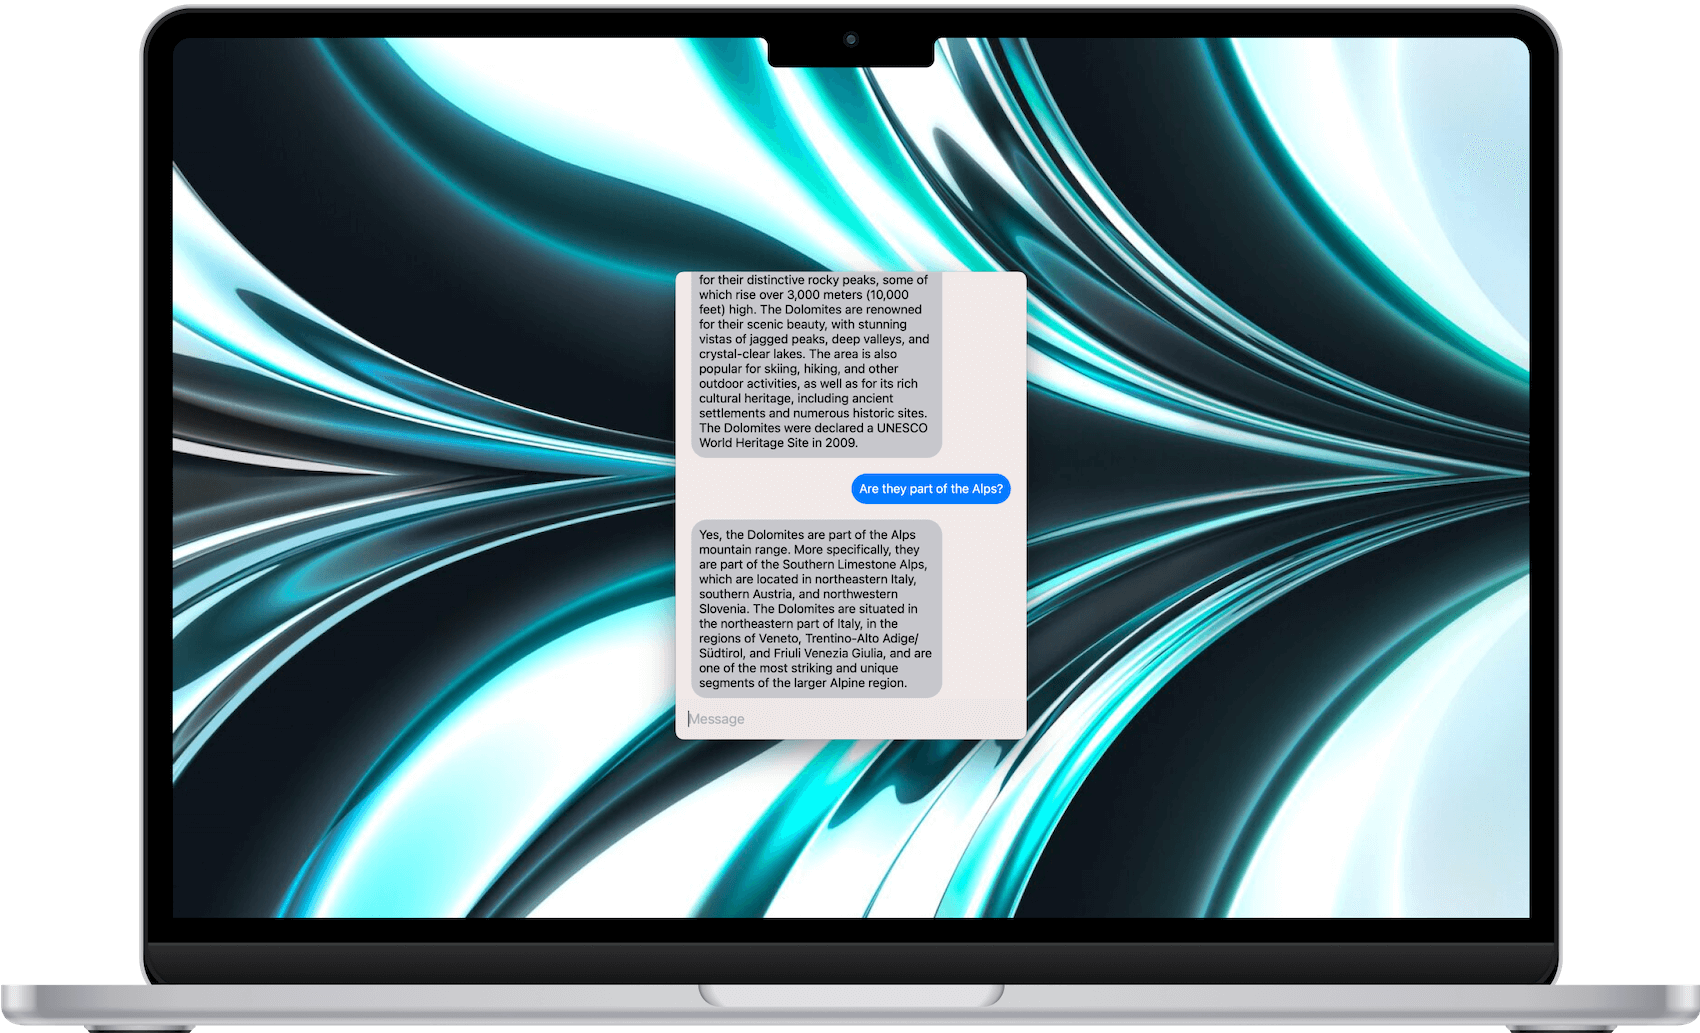 for their distinctive rocky peaks, some of
which rise over 3,000 meters (10,000
feet) high. The Dolomites are renowned
for their scenic beauty, with stunning
vistas of jagged peaks, deep valleys, and
crystal-clear lakes. The area is also
popular for skiing, hiking, and other
outdoor activities, as well as for its rich
cultural heritage, including ancient
settlements and numerous historic sites.
The Dolomites were declared a UNESCO
World Heritage Site in 2009.
Are they part of the Alps?
Yes, the Dolomites are part of the Alps
mountain range. More specifically, they
are part of the Southern Limestone Alps,
which are located in northeastern Italy,
southern Austria, and northwestern
Slovenia. The Dolomites are situated in
the northeastern part of Italy, in the
regions of Veneto, Trentino-Alto Adige/
Südtirol, and Friuli Venezia Giulia, and are
one of the most striking and unique
segments of the larger Alpine region.
Message